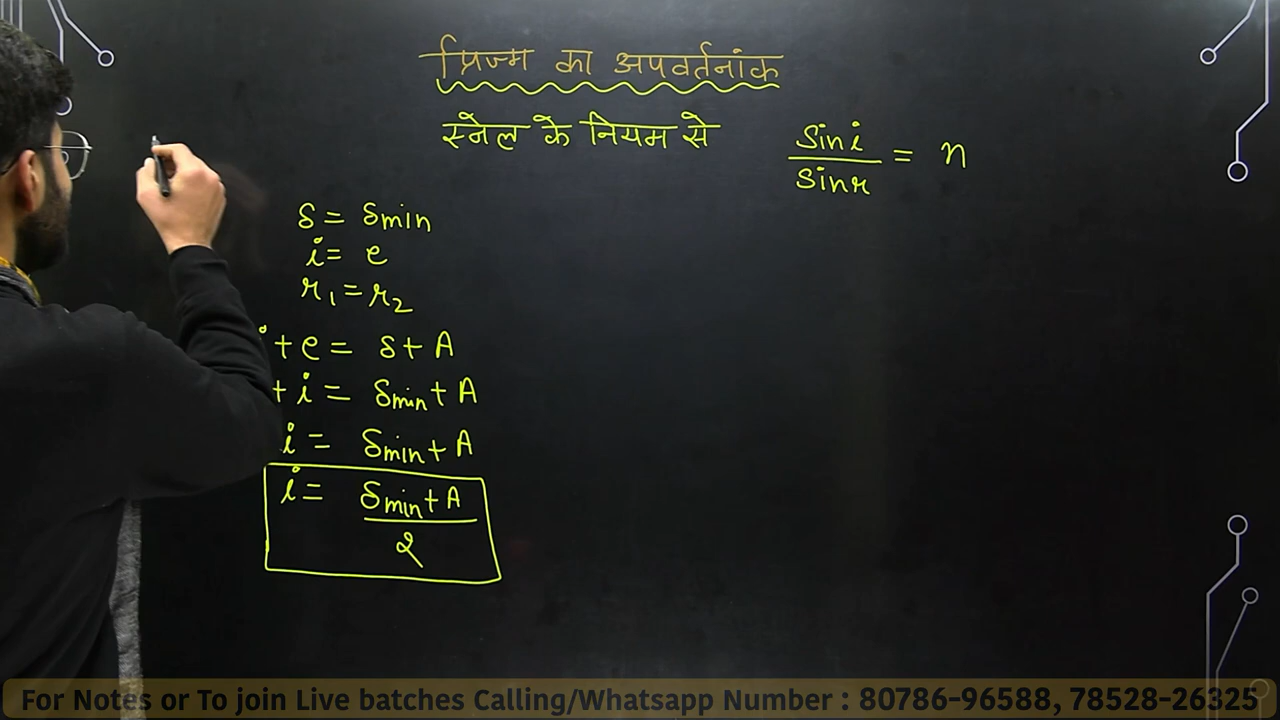 प्रिज्म का अपवर्तनांक
स्नेल के नियम से
sin i / sin r = n
δ = δmin
i = e
r₁ = r₂
+ e = δ + A
+ i = δmin + A
i = δmin + A
i = δmin + A / 2
For Notes or To join Live batches Calling/Whatsapp Number : 80786-96588, 78528-26325